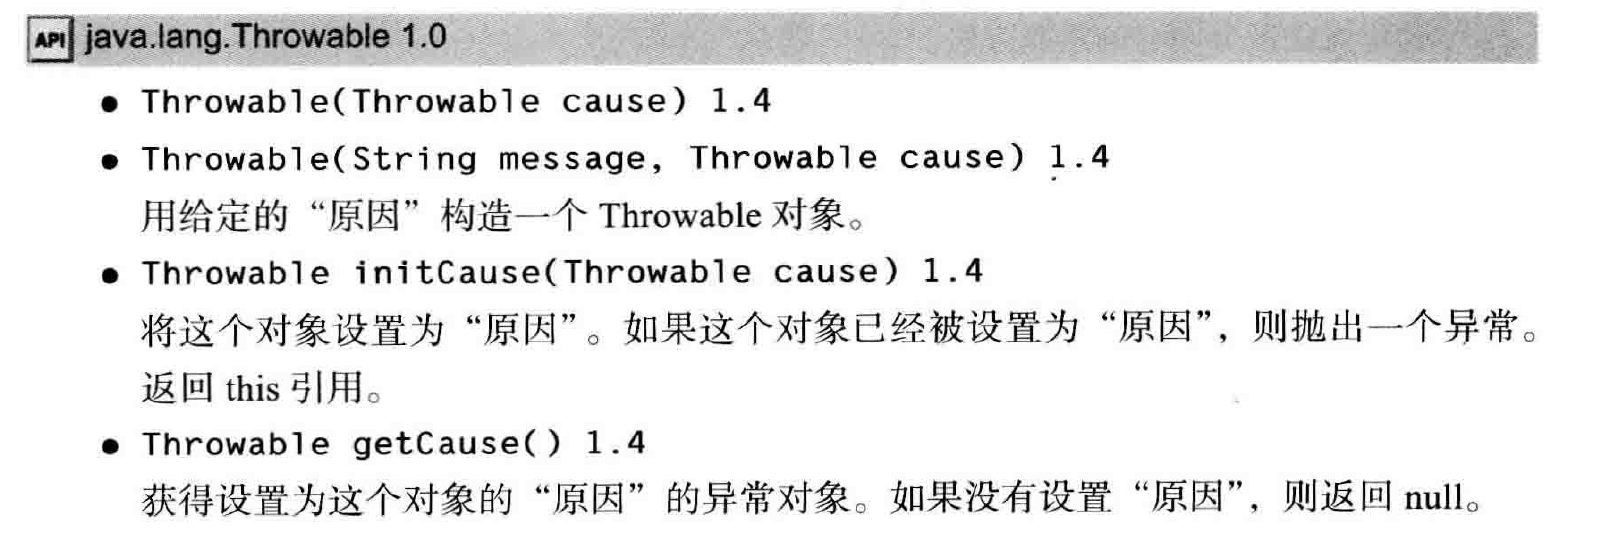 API java.lang.Throwable 1.0
● Throwable(Throwable cause) 1.4
● Throwable(String message, Throwable cause) 1.4
用给定的“原因”构造一个 Throwable 对象。
● Throwable initCause(Throwable cause) 1.4
将这个对象设置为“原因”。如果这个对象已经被设置为“原因”，则抛出一个异常。
返回 this 引用。
● Throwable getCause() 1.4
获得设置为这个对象的“原因”的异常对象。如果没有设置“原因”，则返回 null。